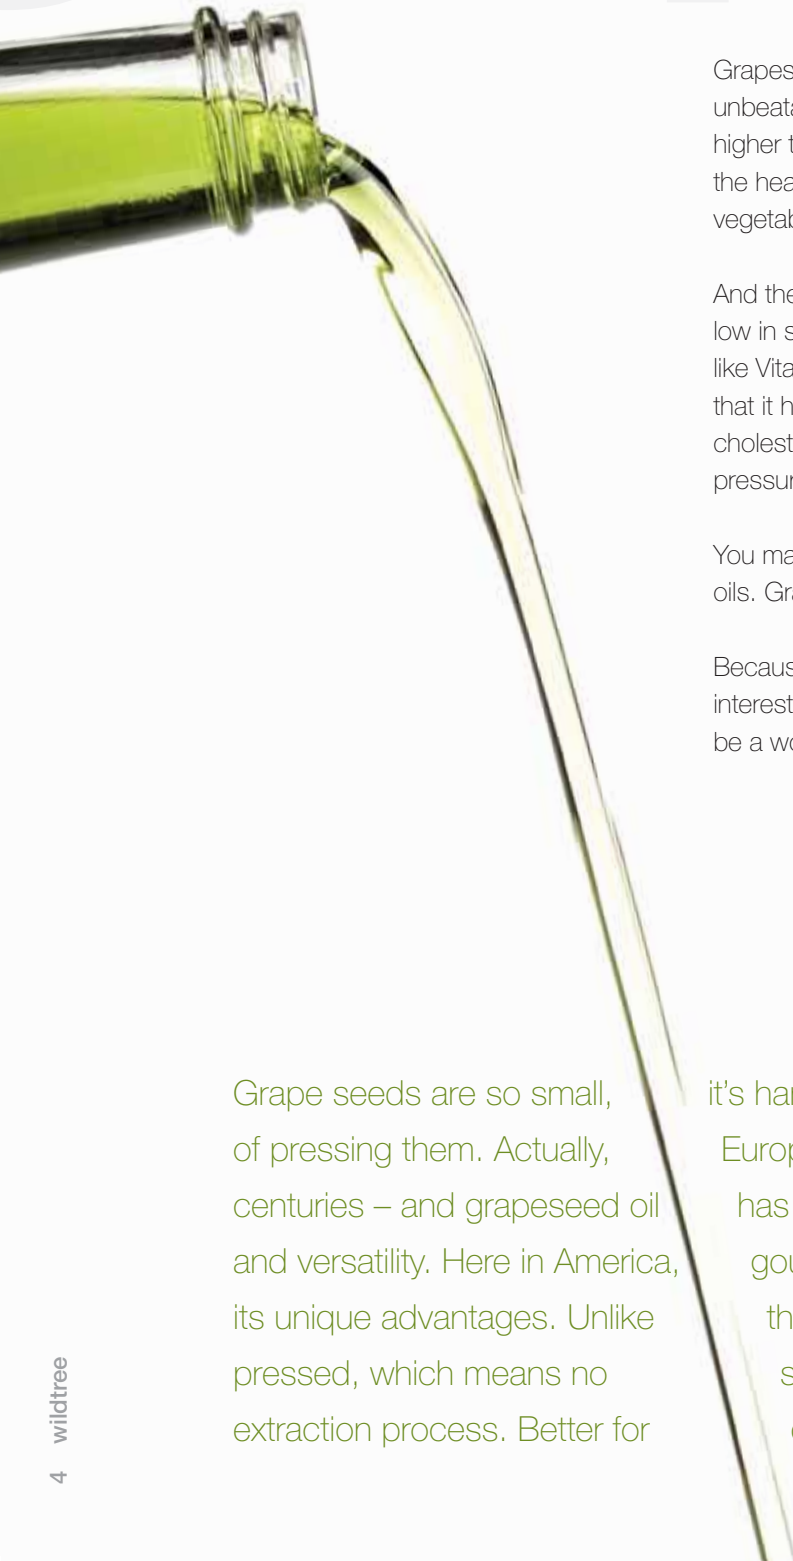 Grapes
unbeata
higher t
the hea
vegetab
And the
low in s
like Vita
that it h
cholest
pressur
You ma
oils. Gra
Becaus
interest
be a wo
Grape seeds are so small, it's har
of pressing them. Actually, Europ
centuries – and grapeseed oil has
and versatility. Here in America, gou
its unique advantages. Unlike th
pressed, which means no s
extraction process. Better for
4 wildtree